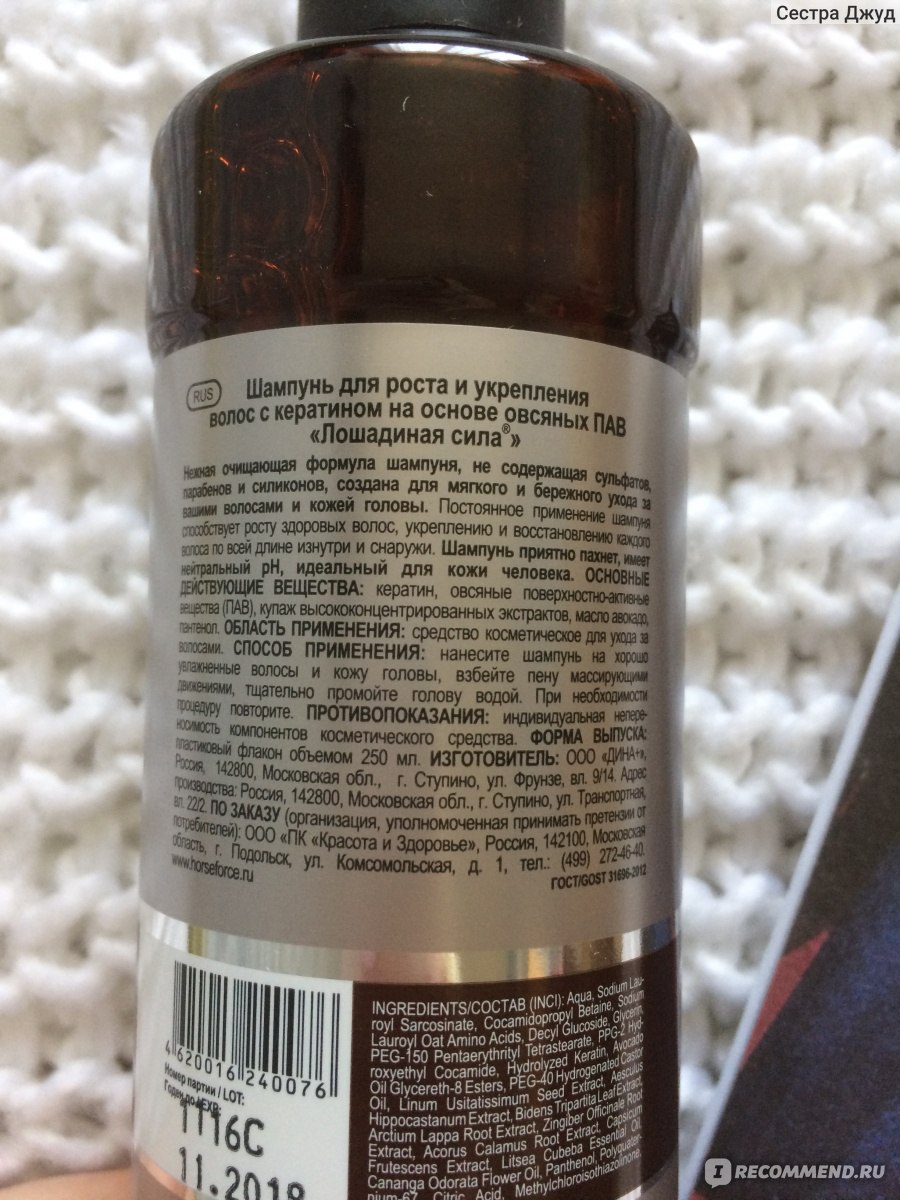 Сестра Джуд
RUS
Шампунь для роста и укрепления
волос с кератином на основе овсяных ПАВ
«Лошадиная сила®»
Нежная очищающая формула шампуня, не содержащая сульфатов,
парабенов и силиконов, создана для мягкого и бережного ухода за
вашими волосами и кожей головы. Постоянное применение шампуня
способствует росту здоровых волос, укреплению и восстановлению каждого
волоса по всей длине изнутри и снаружи. Шампунь приятно пахнет, имеет
нейтральный pH, идеальный для кожи человека. ОСНОВНЫЕ
ДЕЙСТВУЮЩИЕ ВЕЩЕСТВА: кератин, овсяные поверхностно-активные
вещества (ПАВ), купаж высококонцентрированных экстрактов, масло авокадо,
пантенол. ОБЛАСТЬ ПРИМЕНЕНИЯ: средство косметическое для ухода за
волосами. СПОСОБ ПРИМЕНЕНИЯ: нанесите шампунь на хорошо
увлажненные волосы и кожу головы, взбейте пену массирующими
движениями, тщательно промойте голову водой. При необходимости
процедуру повторите. ПРОТИВОПОКАЗАНИЯ: индивидуальная непере-
носимость компонентов косметического средства. ФОРМА ВЫПУСКА:
пластиковый флакон объемом 250 мл. ИЗГОТОВИТЕЛЬ: ООО «ДИНА+»,
Россия, 142800, Московская обл., г. Ступино, ул. Фрунзе, вл. 9/14. Адрес
производства: Россия, 142800, Московская обл., г. Ступино, ул. Транспортная,
вл. 22/2. ПО ЗАКАЗУ (организация, уполномоченная принимать претензии от
потребителей): ООО «ПК «Красота и Здоровье», Россия, 142100, Московская
область, г. Подольск, ул. Комсомольская, д. 1, тел.: (499) 272-46-40.
www.horseforce.ru
ГОСТ/GOST 31696-2012
4620016240076
Номер партии / LOT:
Годен до / EXP:
1116C
11.2018
INGREDIENTS/СОСТАВ (INCI): Aqua, Sodium Lau-
royl Sarcosinate, Cocamidopropyl Betaine, Sodium
Lauroyl Oat Amino Acids, Decyl Glucoside, Glycerin,
PEG-150 Pentaerythrityl Tetrastearate, PPG-2 Hyd-
roxyethyl Cocamide, Hydrolyzed Keratin, Avocado
Oil Glycereth-8 Esters, PEG-40 Hydrogenated Castor
Oil, Linum Usitatissimum Seed Extract, Aesculus
Hippocastanum Extract, Bidens Tripartita Leaf Extract,
Arctium Lappa Root Extract, Zingiber Officinale Root
Extract, Acorus Calamus Root Extract, Capsicum
Frutescens Extract, Litsea Cubeba Essential Oil,
Cananga Odorata Flower Oil, Panthenol, Polyquater-
nium-67, Citric Acid, Methylchloroisothiazolinone,
IRECOMMEND.RU